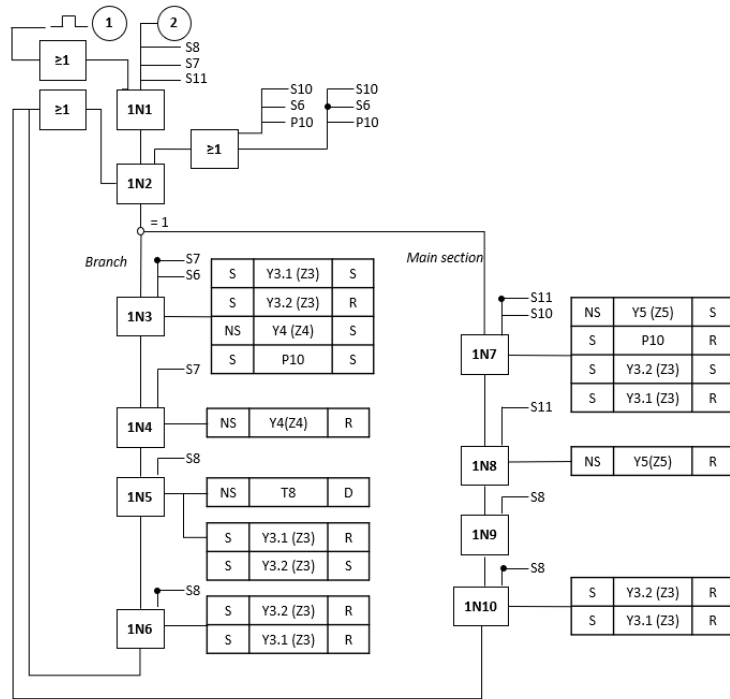 1
2
S8
S7
S11
≥1
1N1
≥1
S10
S6
P10
S10
S6
P10
≥1
1N2
= 1
Branch
Main section
S7
S6
1N3
S Y3.1 (Z3) S
S Y3.2 (Z3) R
NS Y4 (Z4) S
S P10 S
S11
S10
1N7
NS Y5 (Z5) S
S P10 R
S Y3.2 (Z3) S
S Y3.1 (Z3) R
S7
1N4
NS Y4(Z4) R
S11
1N8
NS Y5(Z5) R
S8
1N5
NS T8 D
S Y3.1 (Z3) R
S Y3.2 (Z3) S
S8
1N9
S8
1N6
S Y3.2 (Z3) R
S Y3.1 (Z3) R
S8
1N10
S Y3.2 (Z3) R
S Y3.1 (Z3) R